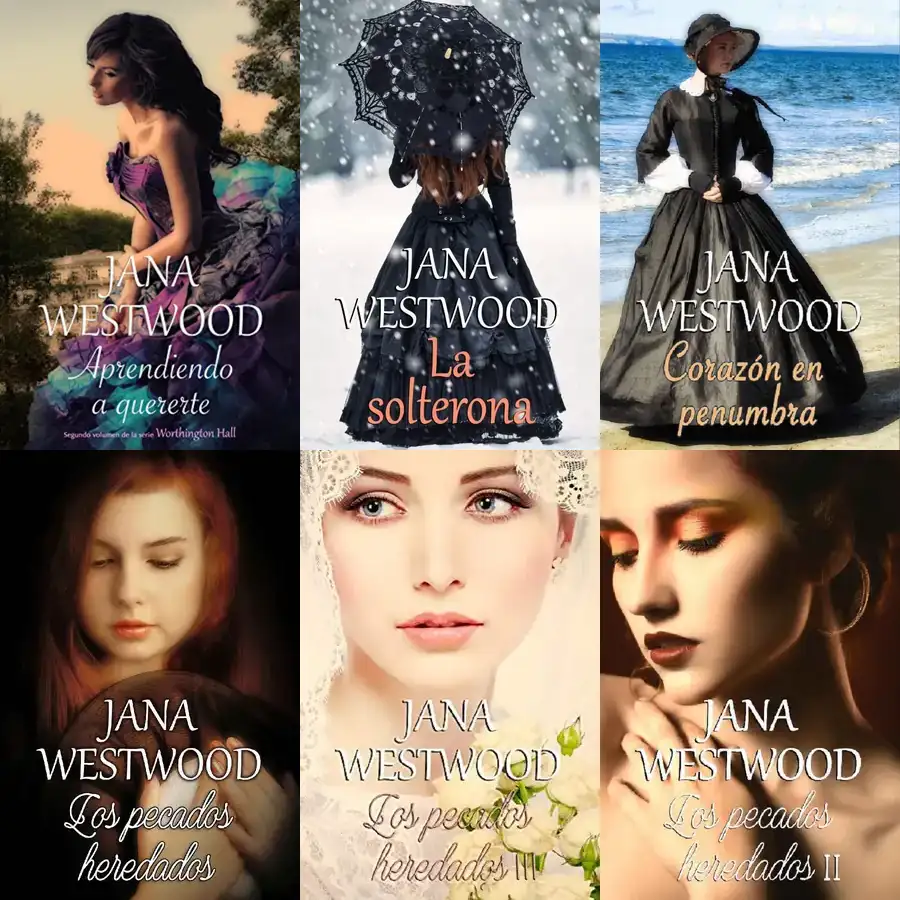 JANA
WESTWOOD
Aprendiendo
a quererte
Segundo volumen de la serie Worthington Hall
JANA
WESTWOOD
La
solterona
JANA
WESTWOOD
Corazón en
penumbra
JANA
WESTWOOD
Los pecados
heredados
JANA
WESTWOOD
Los pecados
heredados III
JANA
WESTWOOD
Los pecados
heredados II